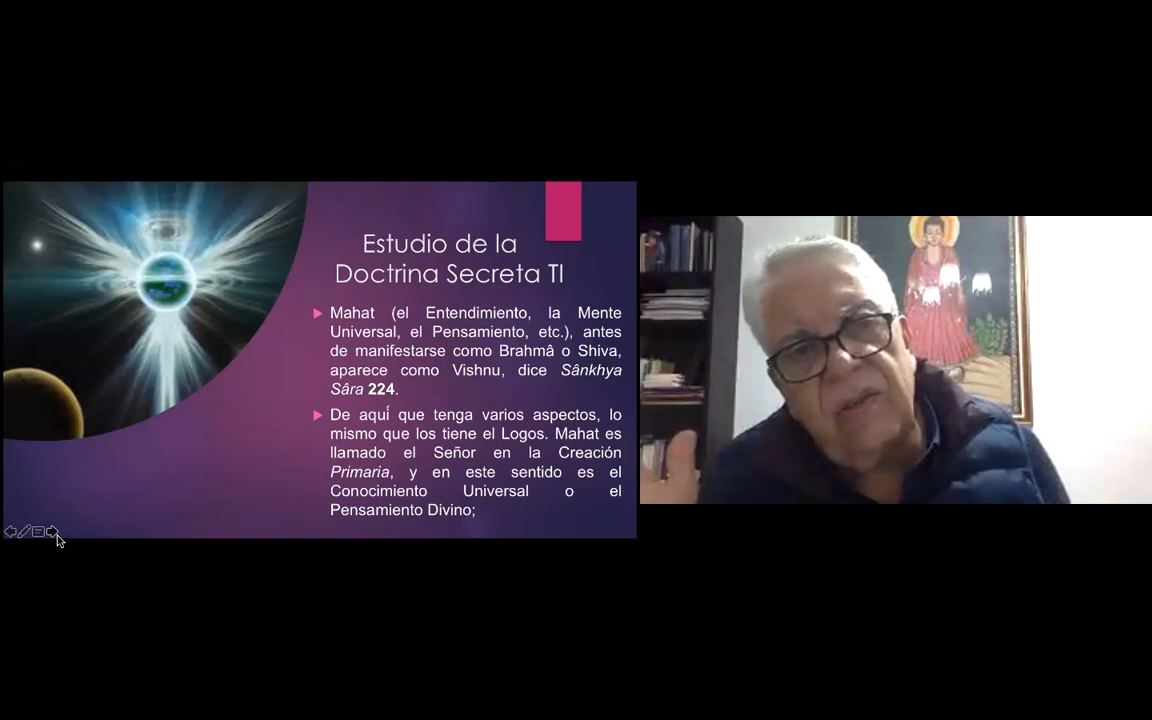 Estudio de la
Doctrina Secreta TI
Mahat (el Entendimiento, la Mente
Universal, el Pensamiento, etc.), antes
de manifestarse como Brahmâ o Shiva,
aparece como Vishnu, dice Sânkhya
Sâra 224.
De aquí que tenga varios aspectos, lo
mismo que los tiene el Logos. Mahat es
llamado el Señor en la Creación
Primaria, y en este sentido es el
Conocimiento Universal o el
Pensamiento Divino;